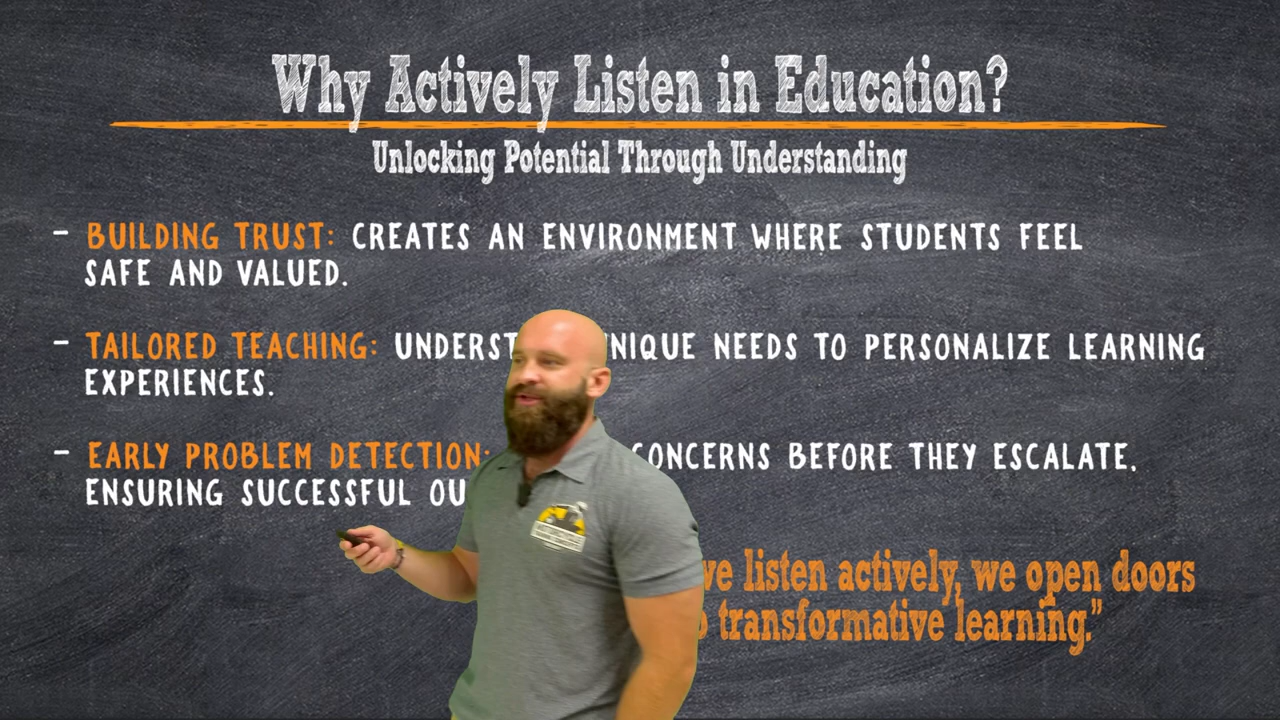 Why Actively Listen in Education?
Unlocking Potential Through Understanding
- BUILDING TRUST: CREATES AN ENVIRONMENT WHERE STUDENTS FEEL
SAFE AND VALUED.
- TAILORED TEACHING: NEEDS TO PERSONALIZE LEARNING
EXPERIENCES.
- EARLY PROBLEM DETECTION: CONCERNS BEFORE THEY ESCALATE,
ENSURING SUCCESSFUL
listen actively, we open doors
transformative learning.”